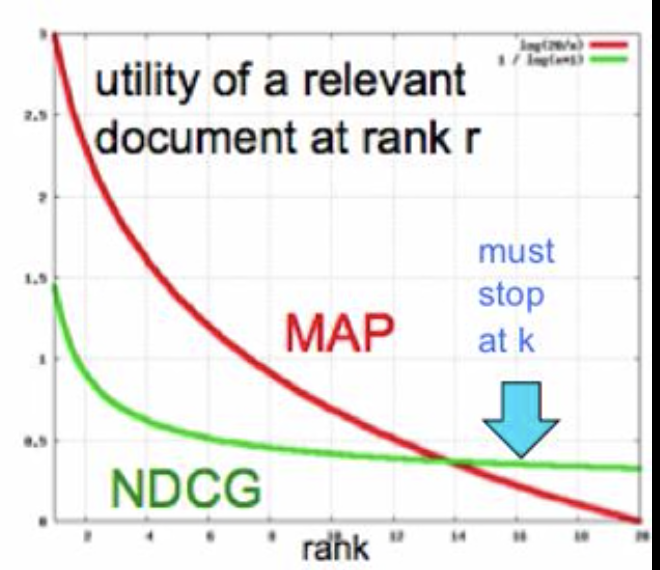 3
log(20/x)
1 / log(x+1)
utility of a relevant
document at rank r
2.5
2
must
stop
at k
1.5
MAP
1
0.5
NDCG
0
2 4 6 8 10 12 14 16 18 20
rank